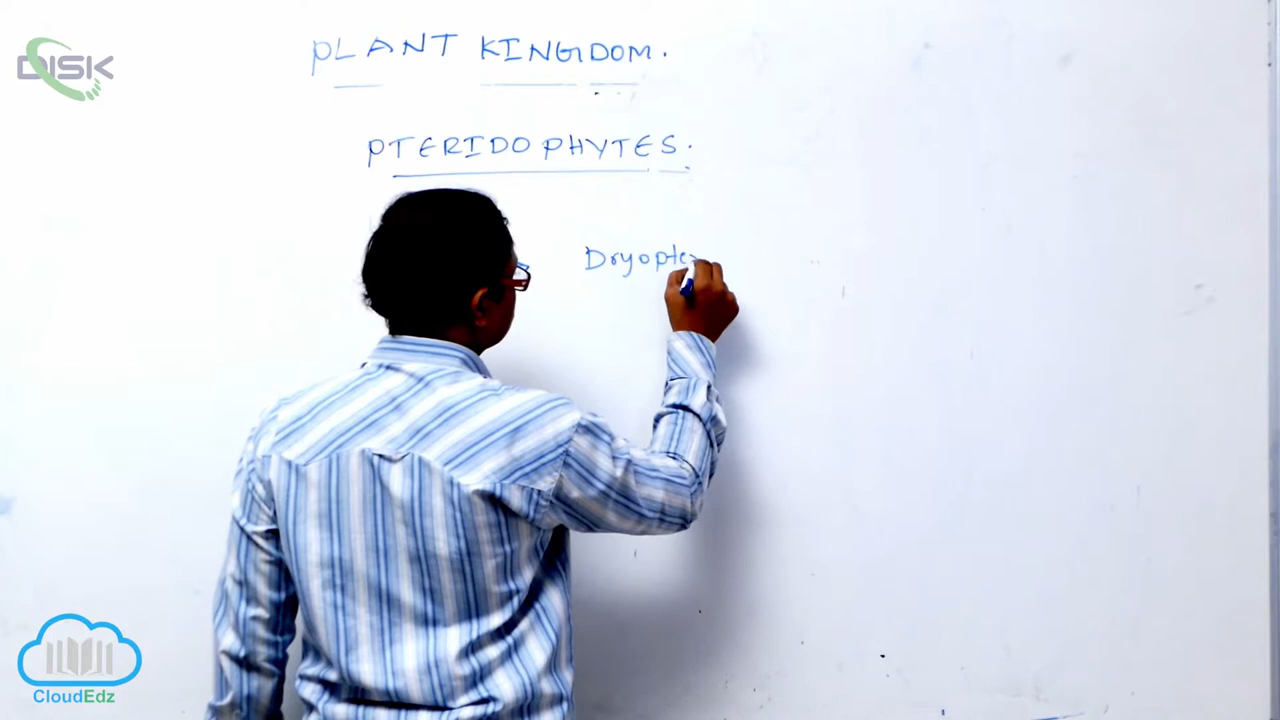 DISK
PLANT KINGDOM.
PTERIDOPHYTES.
Dryopte
CloudEdz